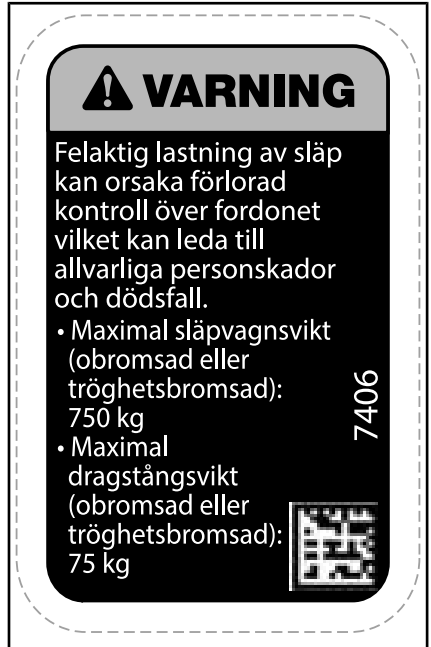 VARNING
Felaktig lastning av släp
kan orsaka förlorad
kontroll över fordonet
vilket kan leda till
allvarliga personskador
och dödsfall.
• Maximal släpvagnsvikt
(obromsad eller
tröghetsbromsad):
750 kg
• Maximal
dragstångsvikt
(obromsad eller
tröghetsbromsad):
75 kg
7406